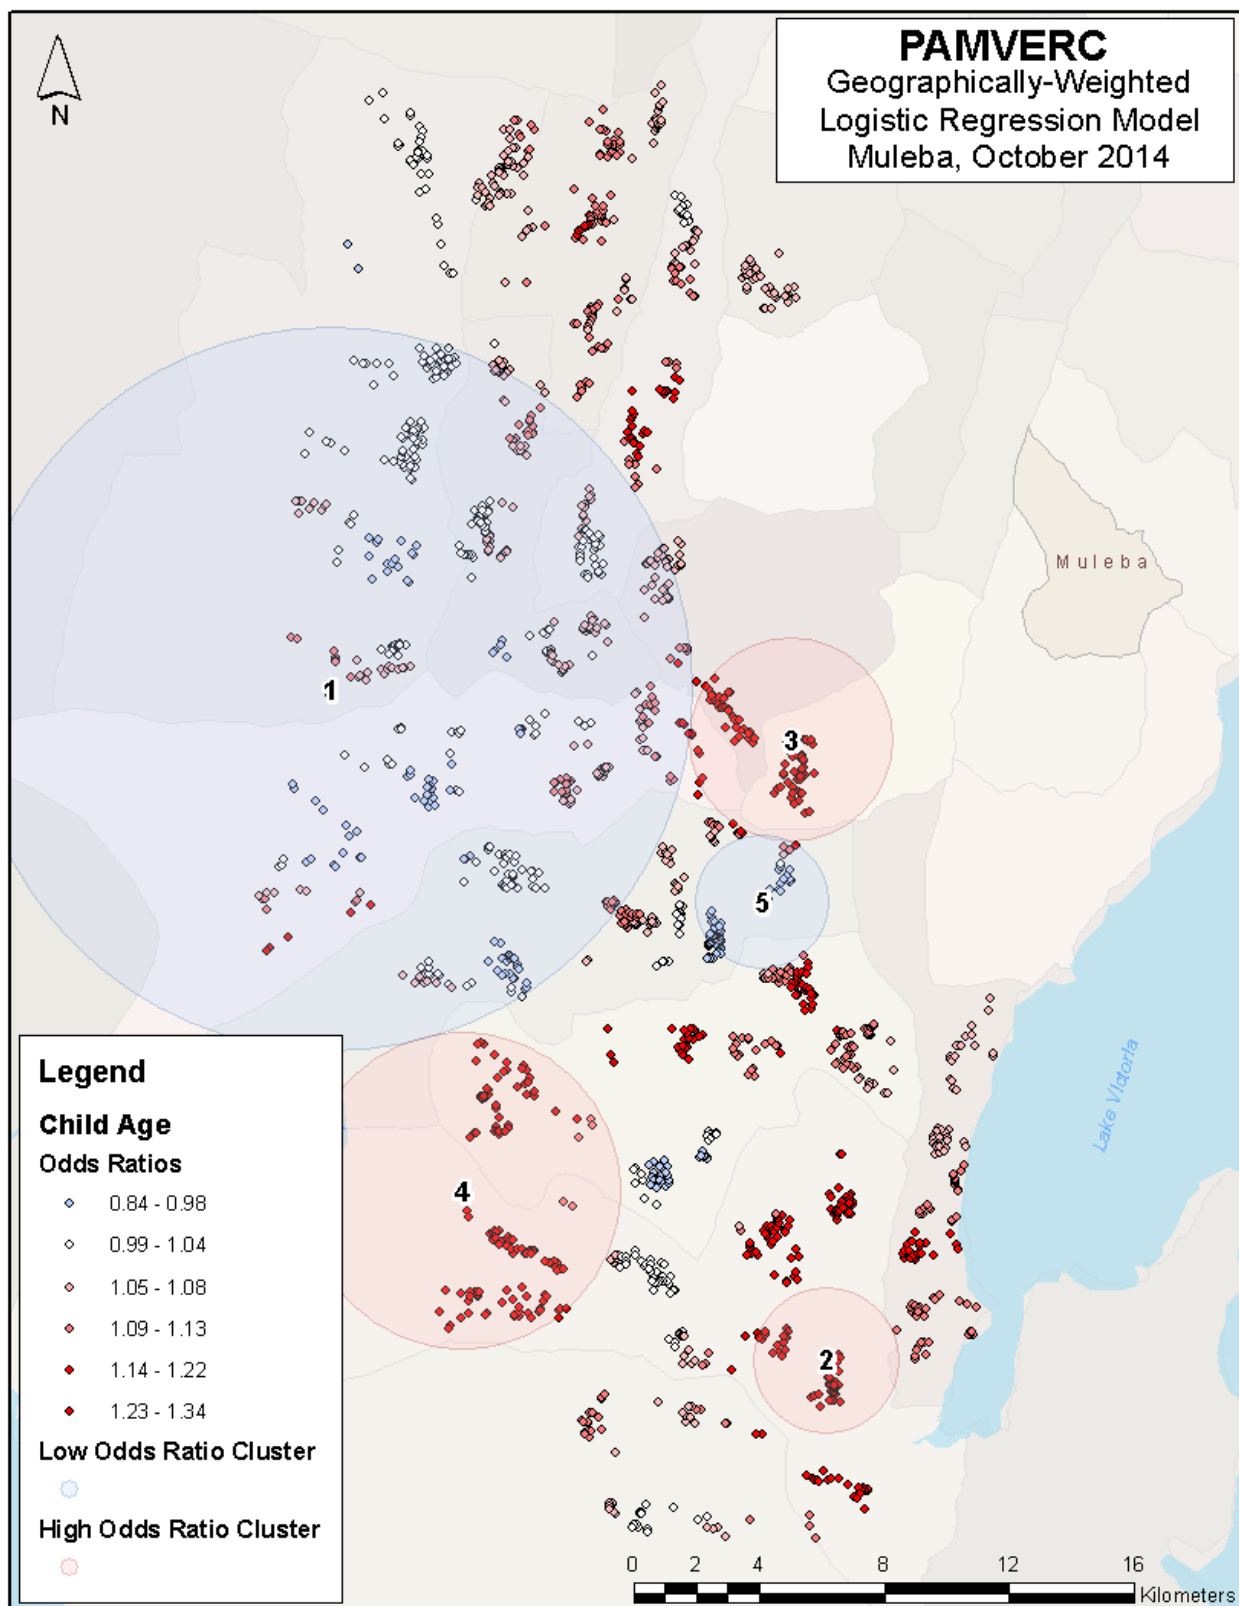 PAMVERC
Geographically-Weighted
Logistic Regression Model
Muleba, October 2014
N
Muleba
1
3
5
4
2
Lake Victoria
Legend
Child Age
Odds Ratios
0.84 - 0.98
0.99 - 1.04
1.05 - 1.08
1.09 - 1.13
1.14 - 1.22
1.23 - 1.34
Low Odds Ratio Cluster
High Odds Ratio Cluster
0 2 4 8 12 16
Kilometers